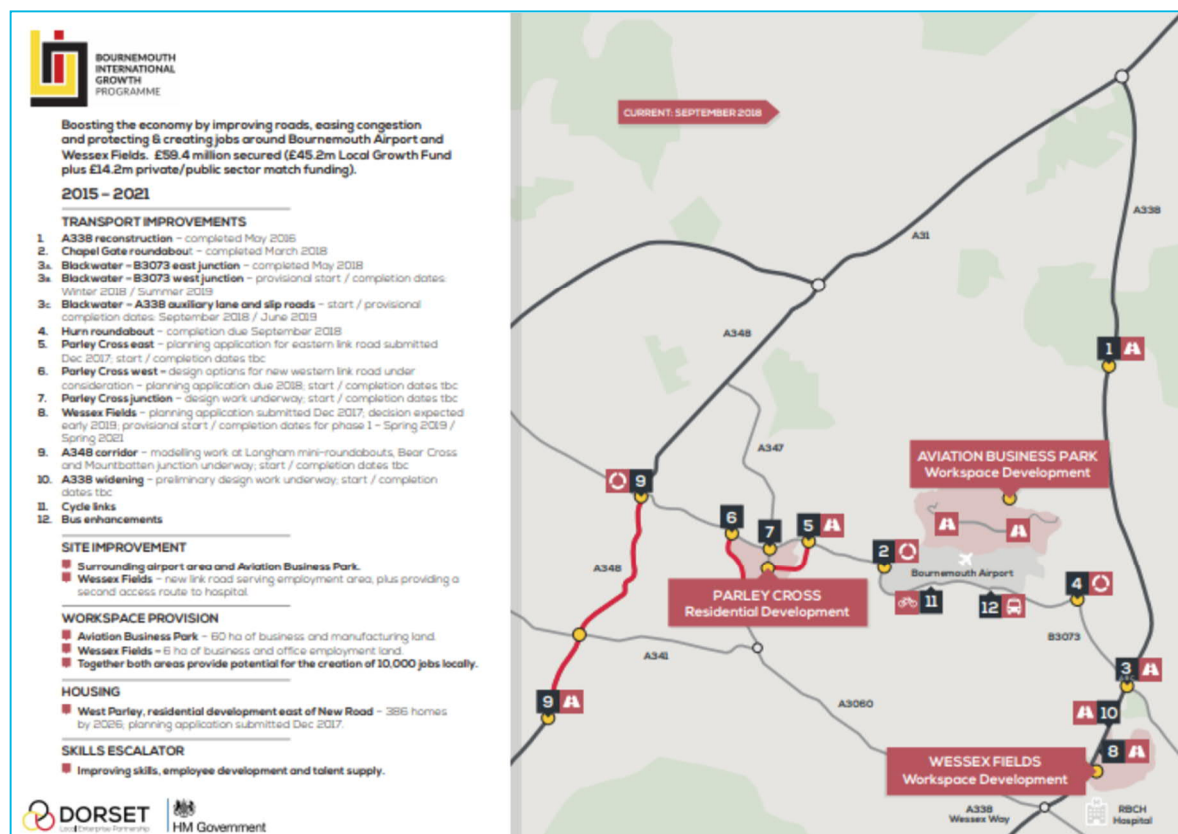 BOURNEMOUTH
INTERNATIONAL
GROWTH
PROGRAMME
Boosting the economy by improving roads, easing congestion
and protecting & creating jobs around Bournemouth Airport and
Wessex Fields. £59.4 million secured (£45.2m Local Growth Fund
plus £14.2m private/public sector match funding).
2015 – 2021
TRANSPORT IMPROVEMENTS
1. A338 reconstruction – completed May 2016
2. Chapel Gate roundabout – completed March 2018
3A. Blackwater – B3073 east junction – completed May 2018
3B. Blackwater – B3073 west junction – provisional start / completion dates:
Winter 2018 / Summer 2019
3C. Blackwater – A338 auxiliary lane and slip roads – start / provisional
completion dates: September 2018 / June 2019
4. Hurn roundabout – completion due September 2018
5. Parley Cross east – planning application for eastern link road submitted
Dec 2017; start / completion dates tbc
6. Parley Cross west – design options for new western link road under
consideration – planning application due 2018; start / completion dates tbc
7. Parley Cross junction – design work underway; start / completion dates tbc
8. Wessex Fields – planning application submitted Dec 2017; decision expected
early 2019; provisional start / completion dates for phase 1 – Spring 2019 /
Spring 2021
9. A348 corridor – modelling work at Longham mini-roundabouts, Bear Cross
and Mountbatten junction underway; start / completion dates tbc
10. A338 widening – preliminary design work underway; start / completion
dates tbc
11. Cycle links
12. Bus enhancements
SITE IMPROVEMENT
Surrounding airport area and Aviation Business Park.
Wessex Fields – new link road serving employment area, plus providing a
second access route to hospital.
WORKSPACE PROVISION
Aviation Business Park – 60 ha of business and manufacturing land.
Wessex Fields – 6 ha of business and office employment land.
Together both areas provide potential for the creation of 10,000 jobs locally.
HOUSING
West Parley, residential development east of New Road – 386 homes
by 2026; planning application submitted Dec 2017.
SKILLS ESCALATOR
Improving skills, employee development and talent supply.
DORSET
Local Enterprise Partnership
HM Government
CURRENT: SEPTEMBER 2018
A338
A31
A348
1
A347
AVIATION BUSINESS PARK
Workspace Development
9
6
7
5
2
Bournemouth Airport
4
A348
PARLEY CROSS
Residential Development
11
12
B3073
A341
3
A B C
9
A3060
10
8
WESSEX FIELDS
Workspace Development
A338
Wessex Way
RBCH
Hospital